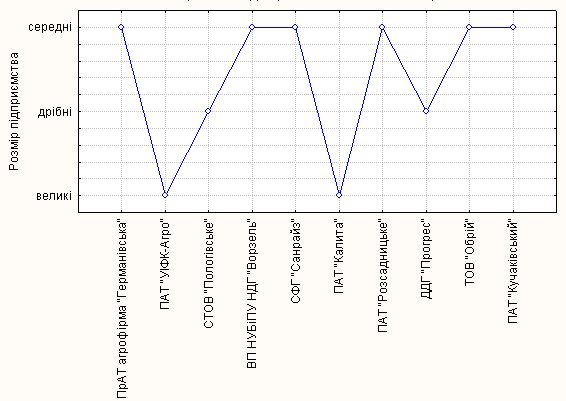 середні
дрібні
великі
Розмір підприємства
ПрАТ агрофірма "Германівська"
ПАТ "УІФК-Агро"
СТОВ "Пологівське"
ВП НУБіПУ НДГ "Ворзель"
СФГ "Санрайз"
ПАТ "Калита"
ПАТ "Розсадницьке"
ДДГ "Прогрес"
ТОВ "Обрій"
ПАТ "Кучаківський"